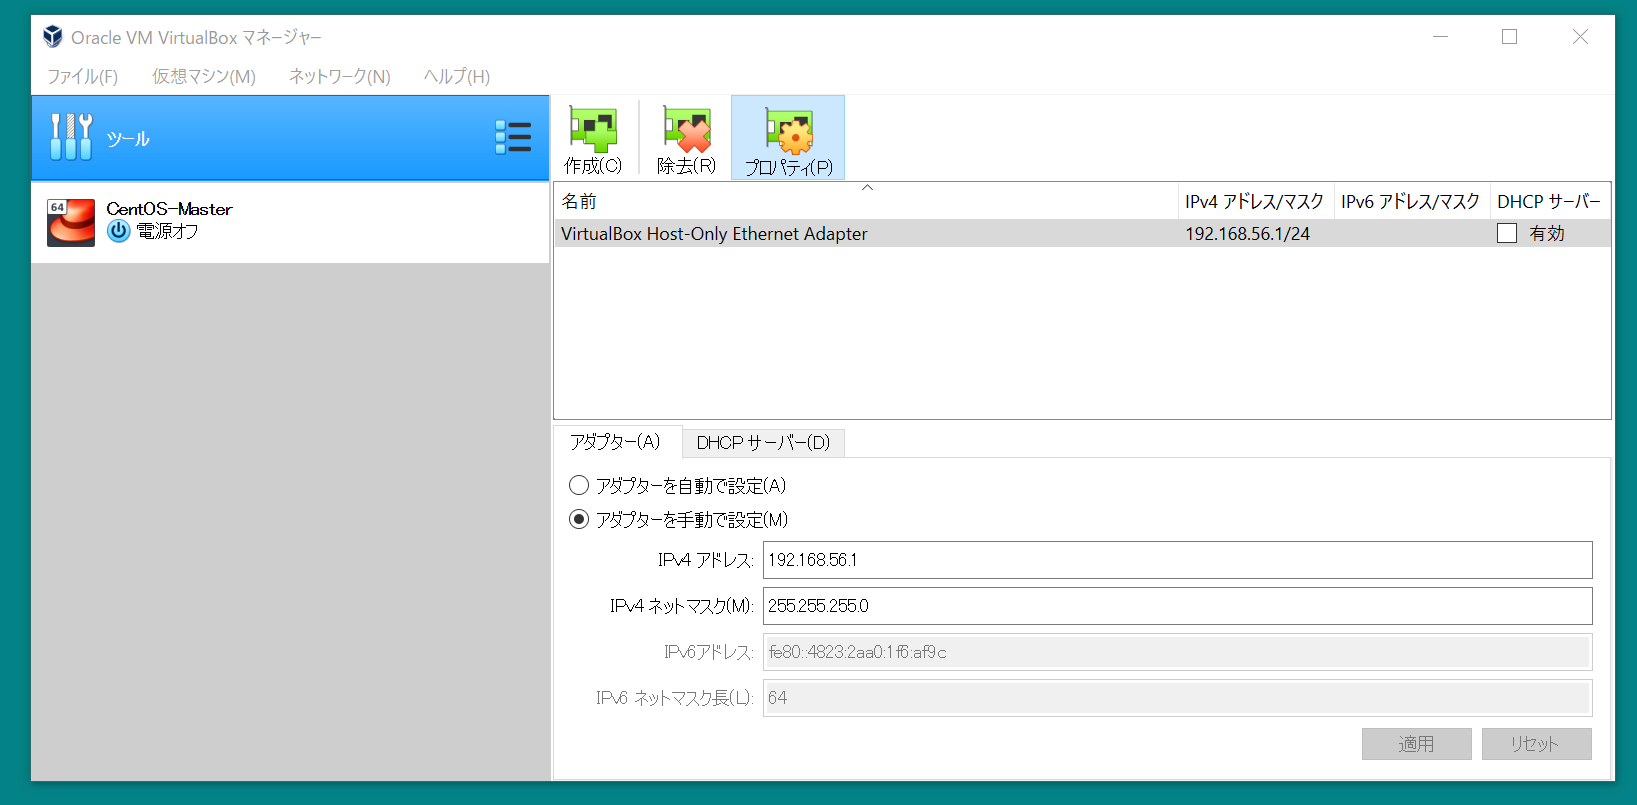 Oracle VM VirtualBox マネージャー
ファイル(F) 仮想マシン(M) ネットワーク(N) ヘルプ(H)
ツール
64
CentOS-Master
電源オフ
作成(C) 除去(R) プロパティ(P)
名前 IPv4 アドレス/マスク IPv6 アドレス/マスク DHCP サーバー
VirtualBox Host-Only Ethernet Adapter 192.168.56.1/24 有効
アダプター(A) DHCP サーバー(D)
アダプターを自動で設定(A)
アダプターを手動で設定(M)
IPv4 アドレス: 192.168.56.1
IPv4 ネットマスク(M): 255.255.255.0
IPv6アドレス: fe80::4823:2aa0:1f6:af9c
IPv6 ネットマスク長(L): 64
適用 リセット